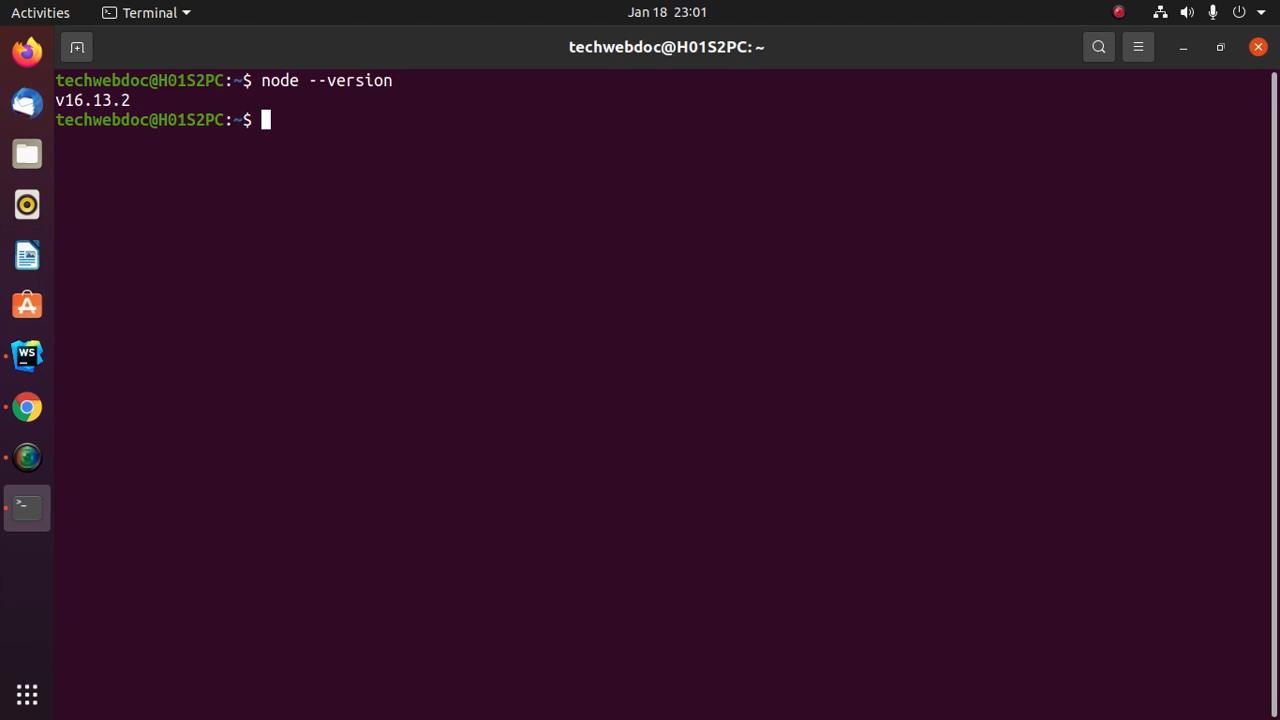 Activities
Terminal
Jan 18 23:01
techwebdoc@H01S2PC: ~
techwebdoc@H01S2PC:~$ node --version
v16.13.2
techwebdoc@H01S2PC:~$
WS
>_